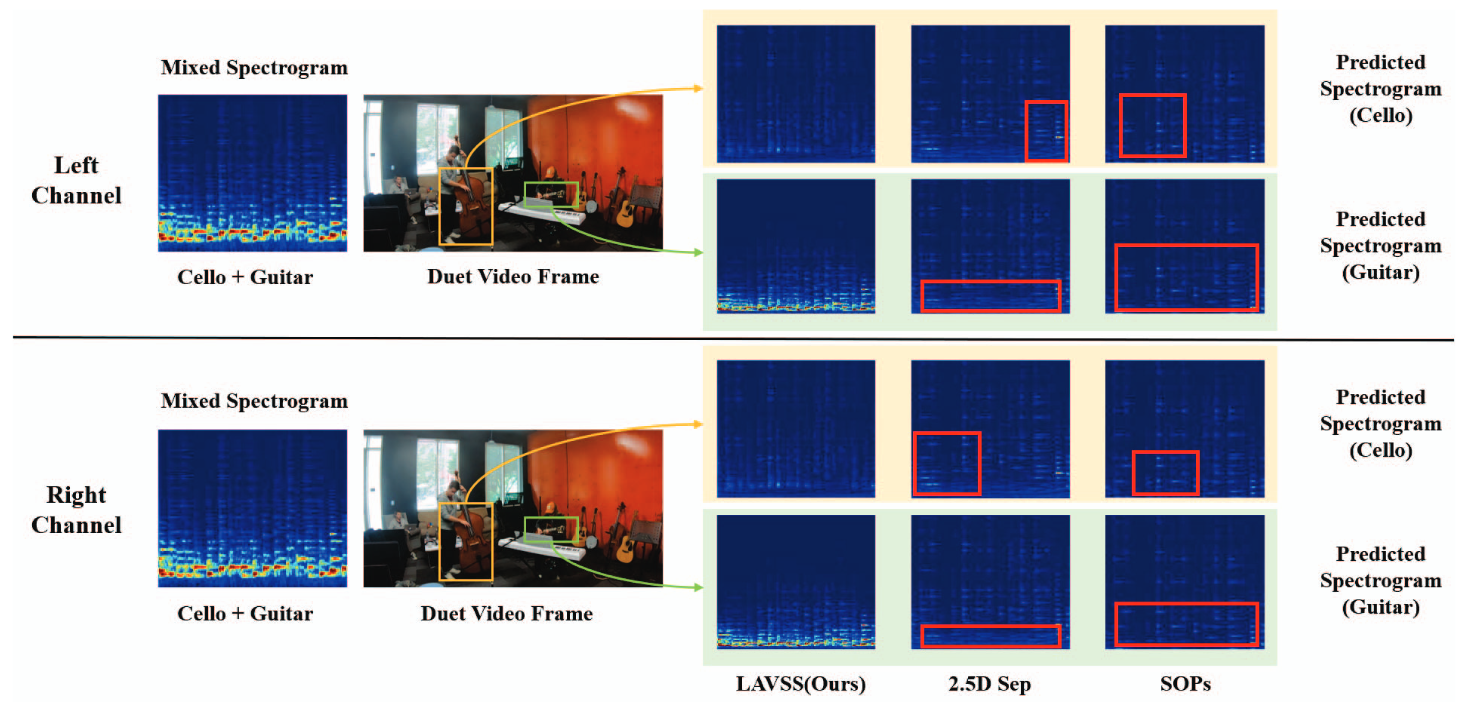 Left
Channel
Mixed Spectrogram
Cello + Guitar
Duet Video Frame
Predicted
Spectrogram
(Cello)
Predicted
Spectrogram
(Guitar)
Right
Channel
Mixed Spectrogram
Cello + Guitar
Duet Video Frame
Predicted
Spectrogram
(Cello)
Predicted
Spectrogram
(Guitar)
LAVSS(Ours)
2.5D Sep
SOPs